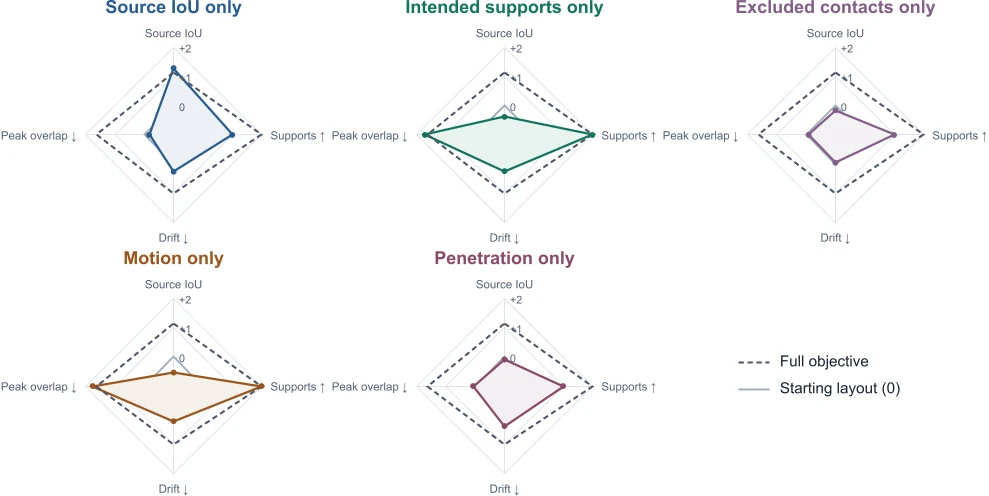 Source IoU only
Source IoU
+2
+1
0
Peak overlap ↓
Supports ↑
Drift ↓
Intended supports only
Source IoU
+2
+1
0
Peak overlap ↓
Supports ↑
Drift ↓
Excluded contacts only
Source IoU
+2
+1
0
Peak overlap ↓
Supports ↑
Drift ↓
Motion only
Source IoU
+2
+1
0
Peak overlap ↓
Supports ↑
Drift ↓
Penetration only
Source IoU
+2
+1
0
Peak overlap ↓
Supports ↑
Drift ↓
Full objective
Starting layout (0)